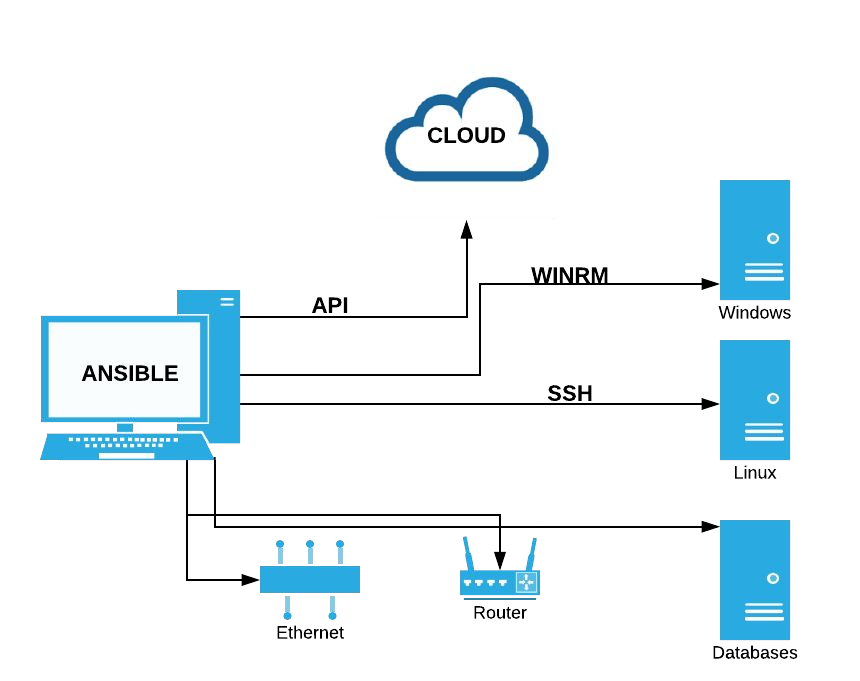 CLOUD
WINRM
Windows
API
ANSIBLE
SSH
Linux
Ethernet
Router
Databases